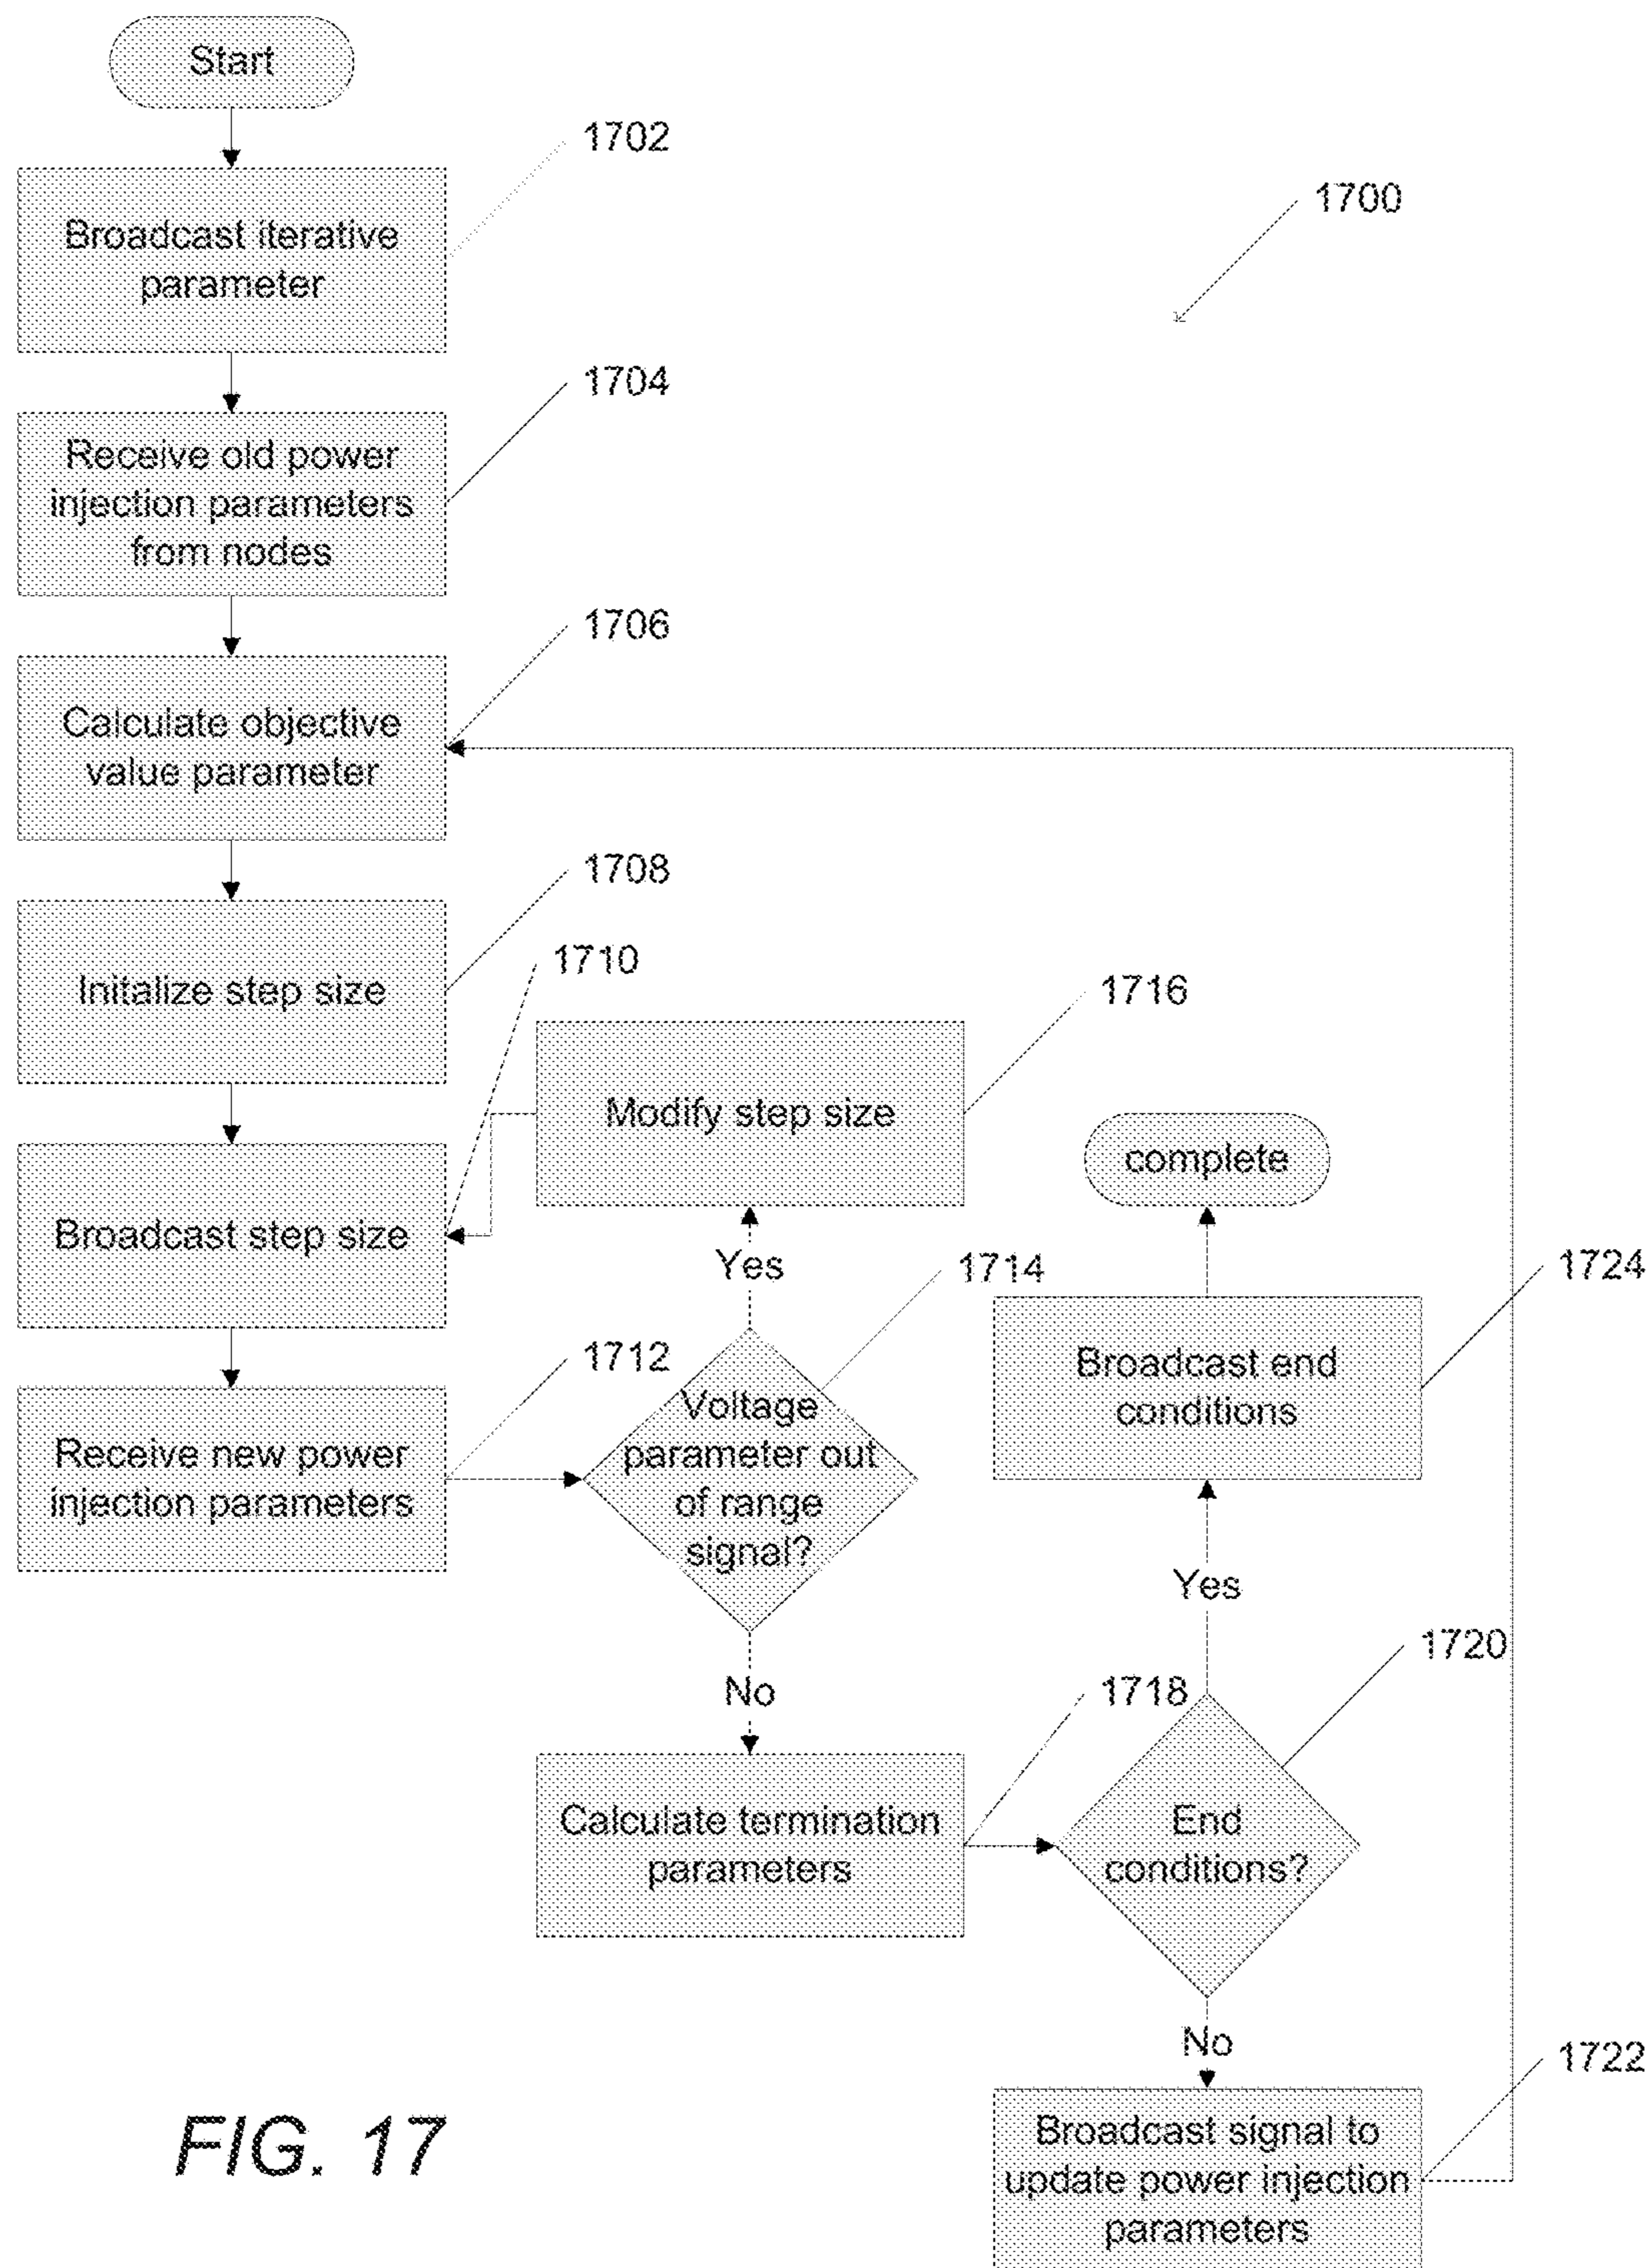 Start
1702
Broadcast iterative
parameter
1700
1704
Receive old power
injection parameters
from nodes
1706
Calculate objective
value parameter
1708
Initalize step size
1710
1716
Modify step size
complete
Broadcast step size
Yes
1714
1724
1712
Broadcast end
conditions
Voltage
parameter out
of range
signal?
Receive new power
injection parameters
Yes
1720
No
1718
Calculate termination
parameters
End
conditions?
No
1722
Broadcast signal to
update power injection
parameters
FIG. 17